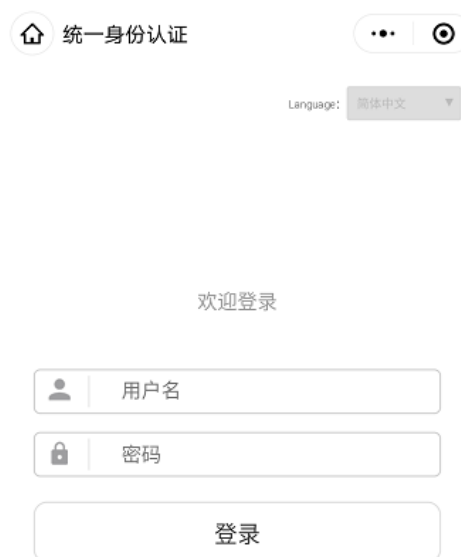 统一身份认证
Language: 简体中文
欢迎登录
用户名
密码
登录